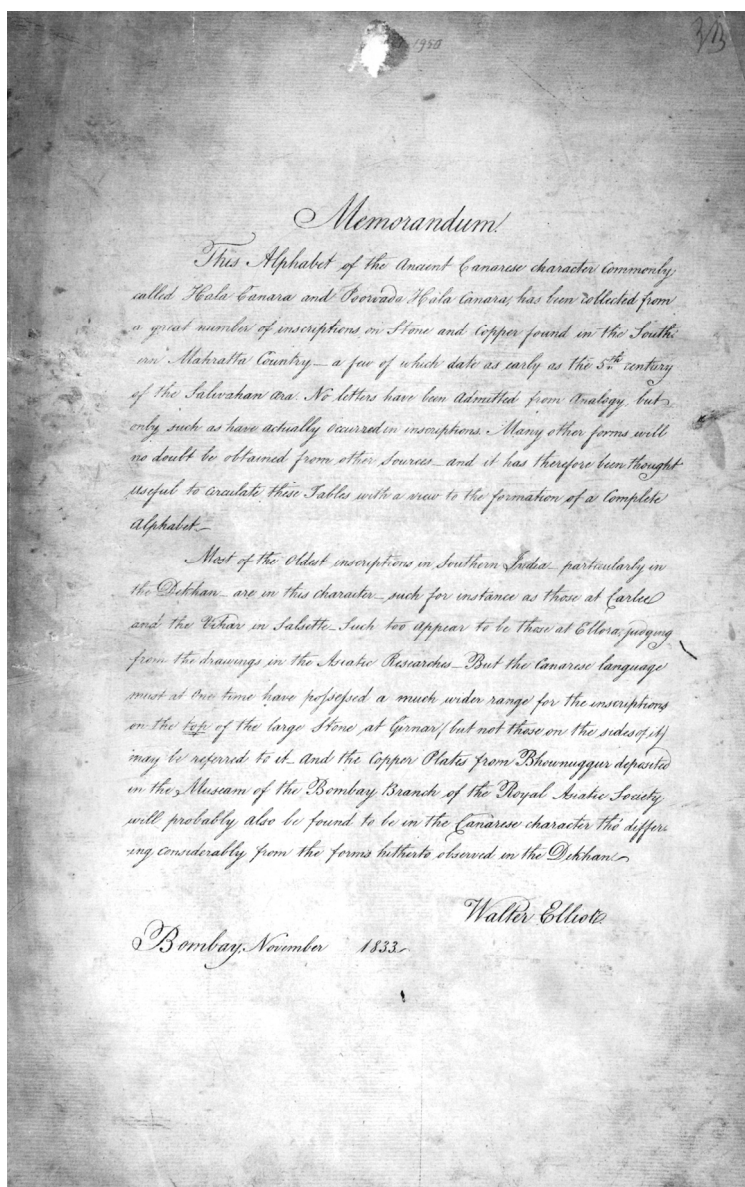 1950
3/13
Memorandum.
This Alphabet of the Ancient Canarese character commonly
called Hala Canara and Poorvada Hala Canara, has been collected from
a great number of inscriptions on Stone and Copper found in the South-
ern Mahratta Country – a few of which date as early as the 5th century
of the Salivahan æra. No letters have been admitted from Analogy but
only such as have actually occurred in inscriptions. Many other forms will
no doubt be obtained from other sources – and it has therefore been thought
useful to circulate these Tables with a view to the formation of a Complete
Alphabet –
Most of the Oldest inscriptions in Southern India – particularly in
the Dekhan – are in this character – such for instance as those at Carlee
and the Vihar in Salsette – Such too appear to be those at Ellora, judging
from the drawings in the Asiatic Researches – But the Canarese language
must at one time have possessed a much wider range for the inscriptions
on the top of the large Stone at Girnar (but not those on the sides of it)
may be referred to it – and the Copper Plates from Bhownuggur deposited
in the Museam of the Bombay Branch of the Royal Asiatic Society
will probably also be found to be in the Canarese character tho' differ-
ing considerably from the forms hitherto observed in the Dekhan –
Walter Elliot.
Bombay, November 1833.